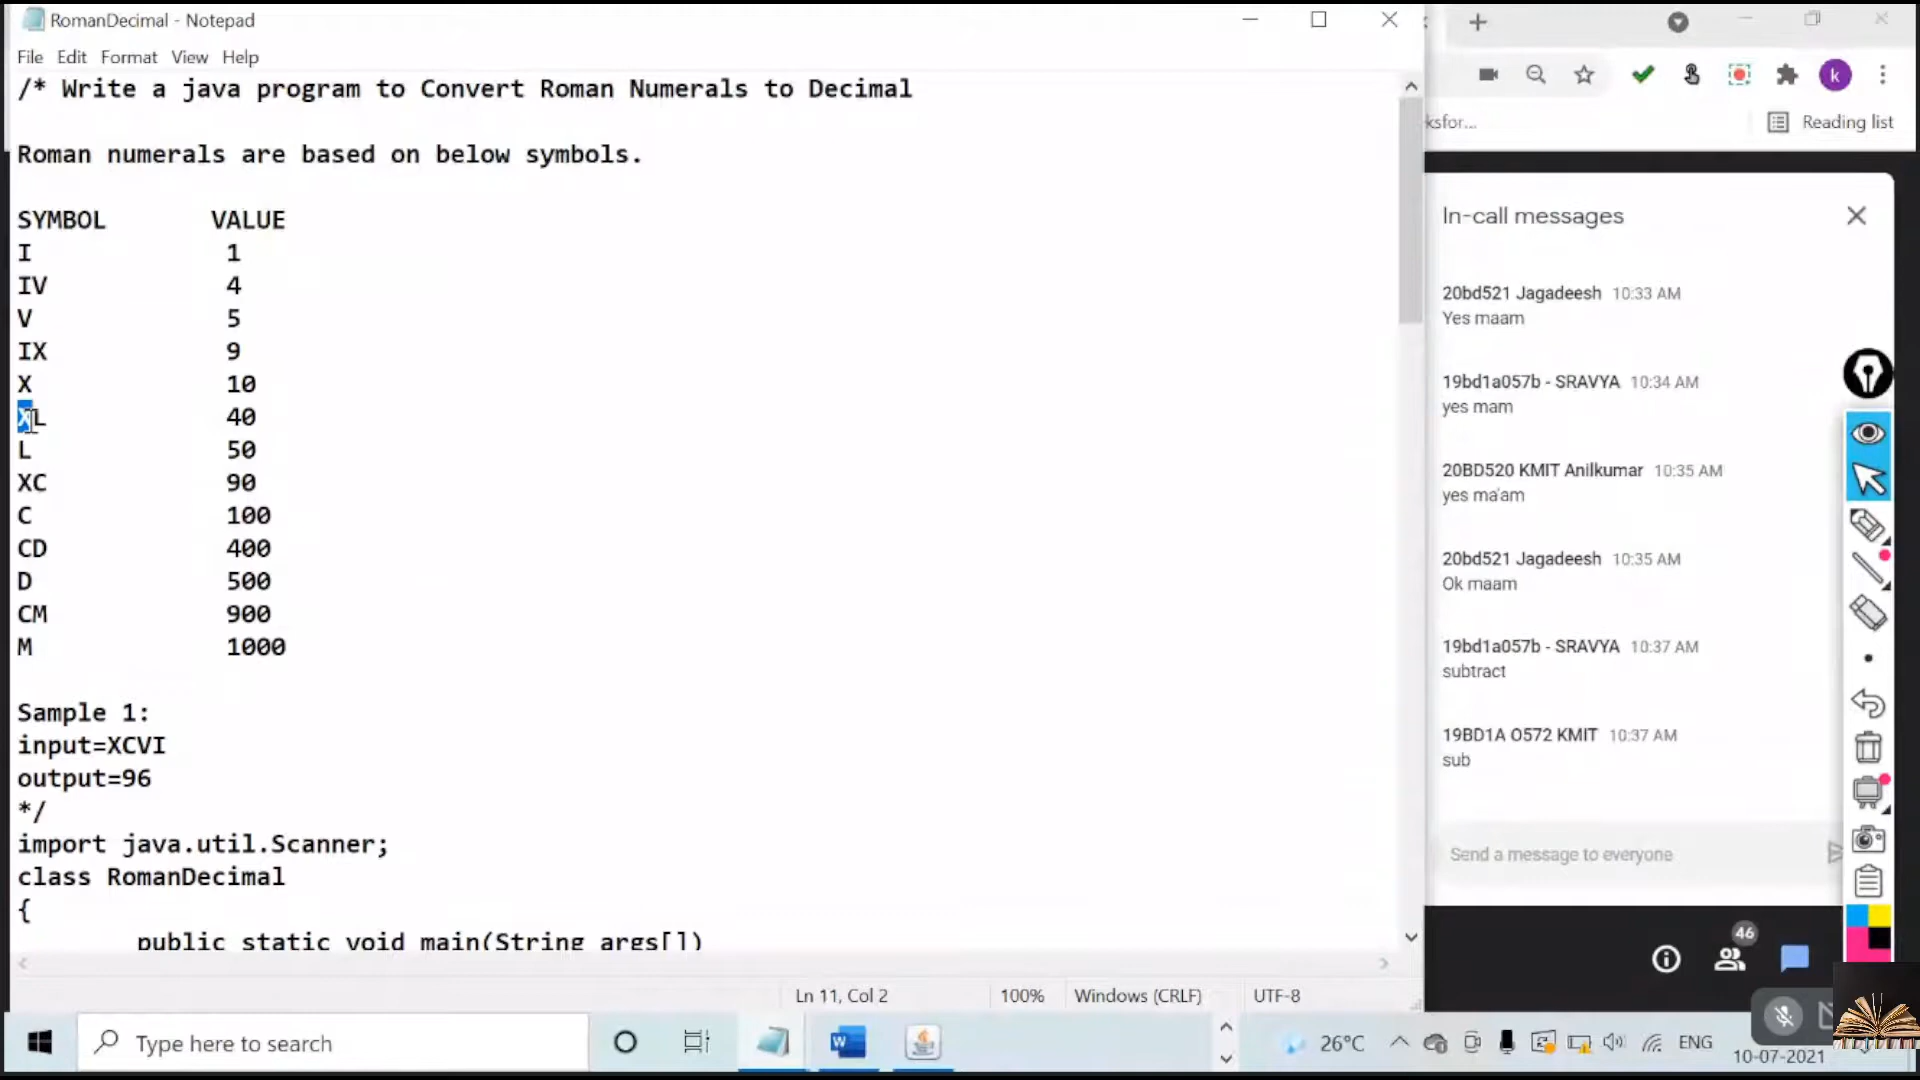 RomanDecimal - Notepad
File Edit Format View Help
/* Write a java program to Convert Roman Numerals to Decimal
Roman numerals are based on below symbols.
SYMBOL VALUE
I 1
IV 4
V 5
IX 9
X 10
XL 40
L 50
XC 90
C 100
CD 400
D 500
CM 900
M 1000
Sample 1:
input=XCVI
output=96
*/
import java.util.Scanner;
class RomanDecimal
{
public static void main(String args[])
Ln 11, Col 2 100% Windows (CRLF) UTF-8
k
ksfor... Reading list
In-call messages
20bd521 Jagadeesh 10:33 AM
Yes maam
19bd1a057b - SRAVYA 10:34 AM
yes mam
20BD520 KMIT Anilkumar 10:35 AM
yes ma'am
20bd521 Jagadeesh 10:35 AM
Ok maam
19bd1a057b - SRAVYA 10:37 AM
subtract
19BD1A O572 KMIT 10:37 AM
sub
Send a message to everyone
46
Type here to search
26°C
ENG
10-07-2021